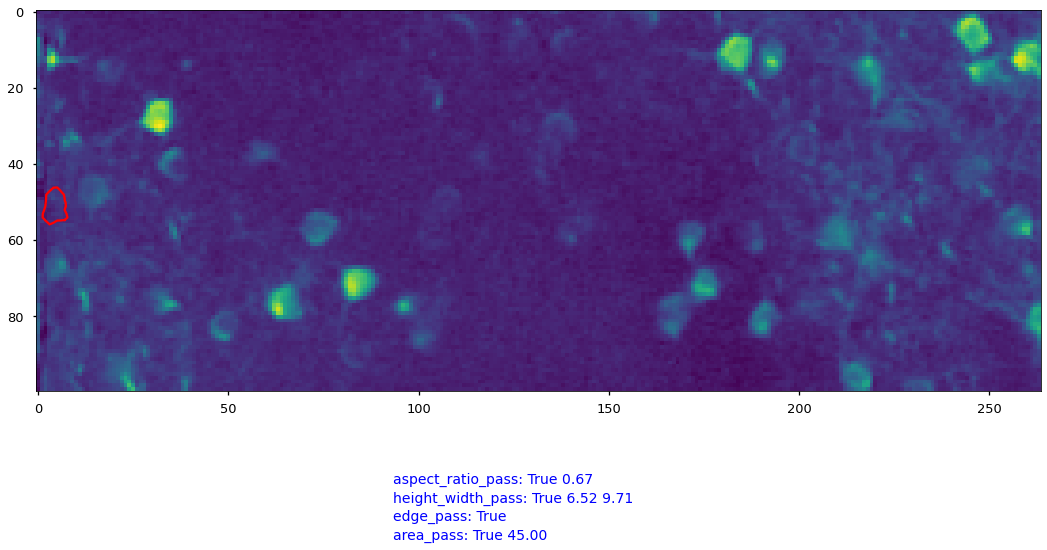 0
20
40
60
80
0 50 100 150 200 250
aspect_ratio_pass: True 0.67
height_width_pass: True 6.52 9.71
edge_pass: True
area_pass: True 45.00